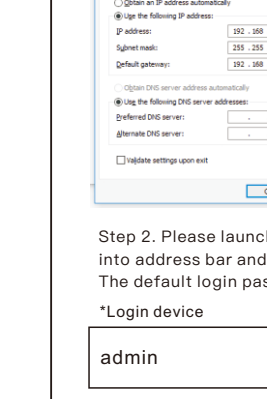 Obtain an IP address automatically
Use the following IP address:
IP address: 192 . 168
Subnet mask: 255 . 255
Default gateway: 192 . 168
Obtain DNS server address automatically
Use the following DNS server addresses:
Preferred DNS server: .
Alternate DNS server: .
Validate settings upon exit
Step 2. Please
into address bar and
The default login
*Login device
admin